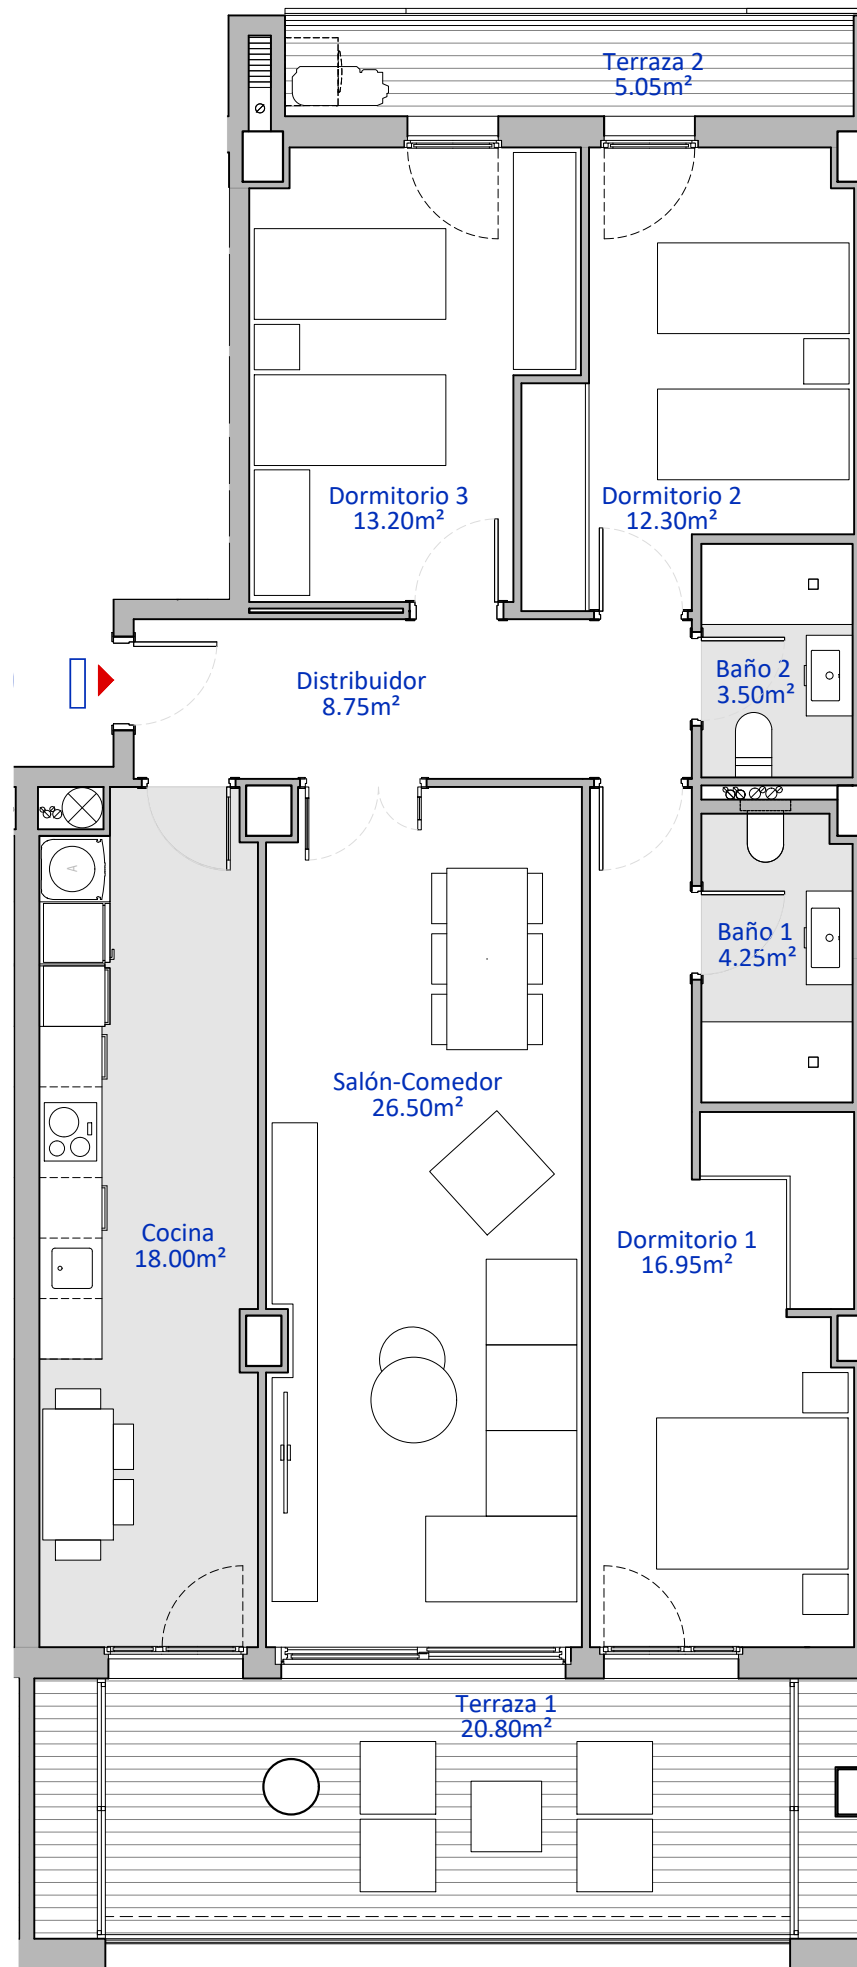 Terraza 2
5.05m²
Dormitorio 3
13.20m²
Dormitorio 2
12.30m²
Distribuidor
8.75m²
Baño 2
3.50m²
Baño 1
4.25m²
Salón-Comedor
26.50m²
Cocina
18.00m²
Dormitorio 1
16.95m²
Terraza 1
20.80m²
A